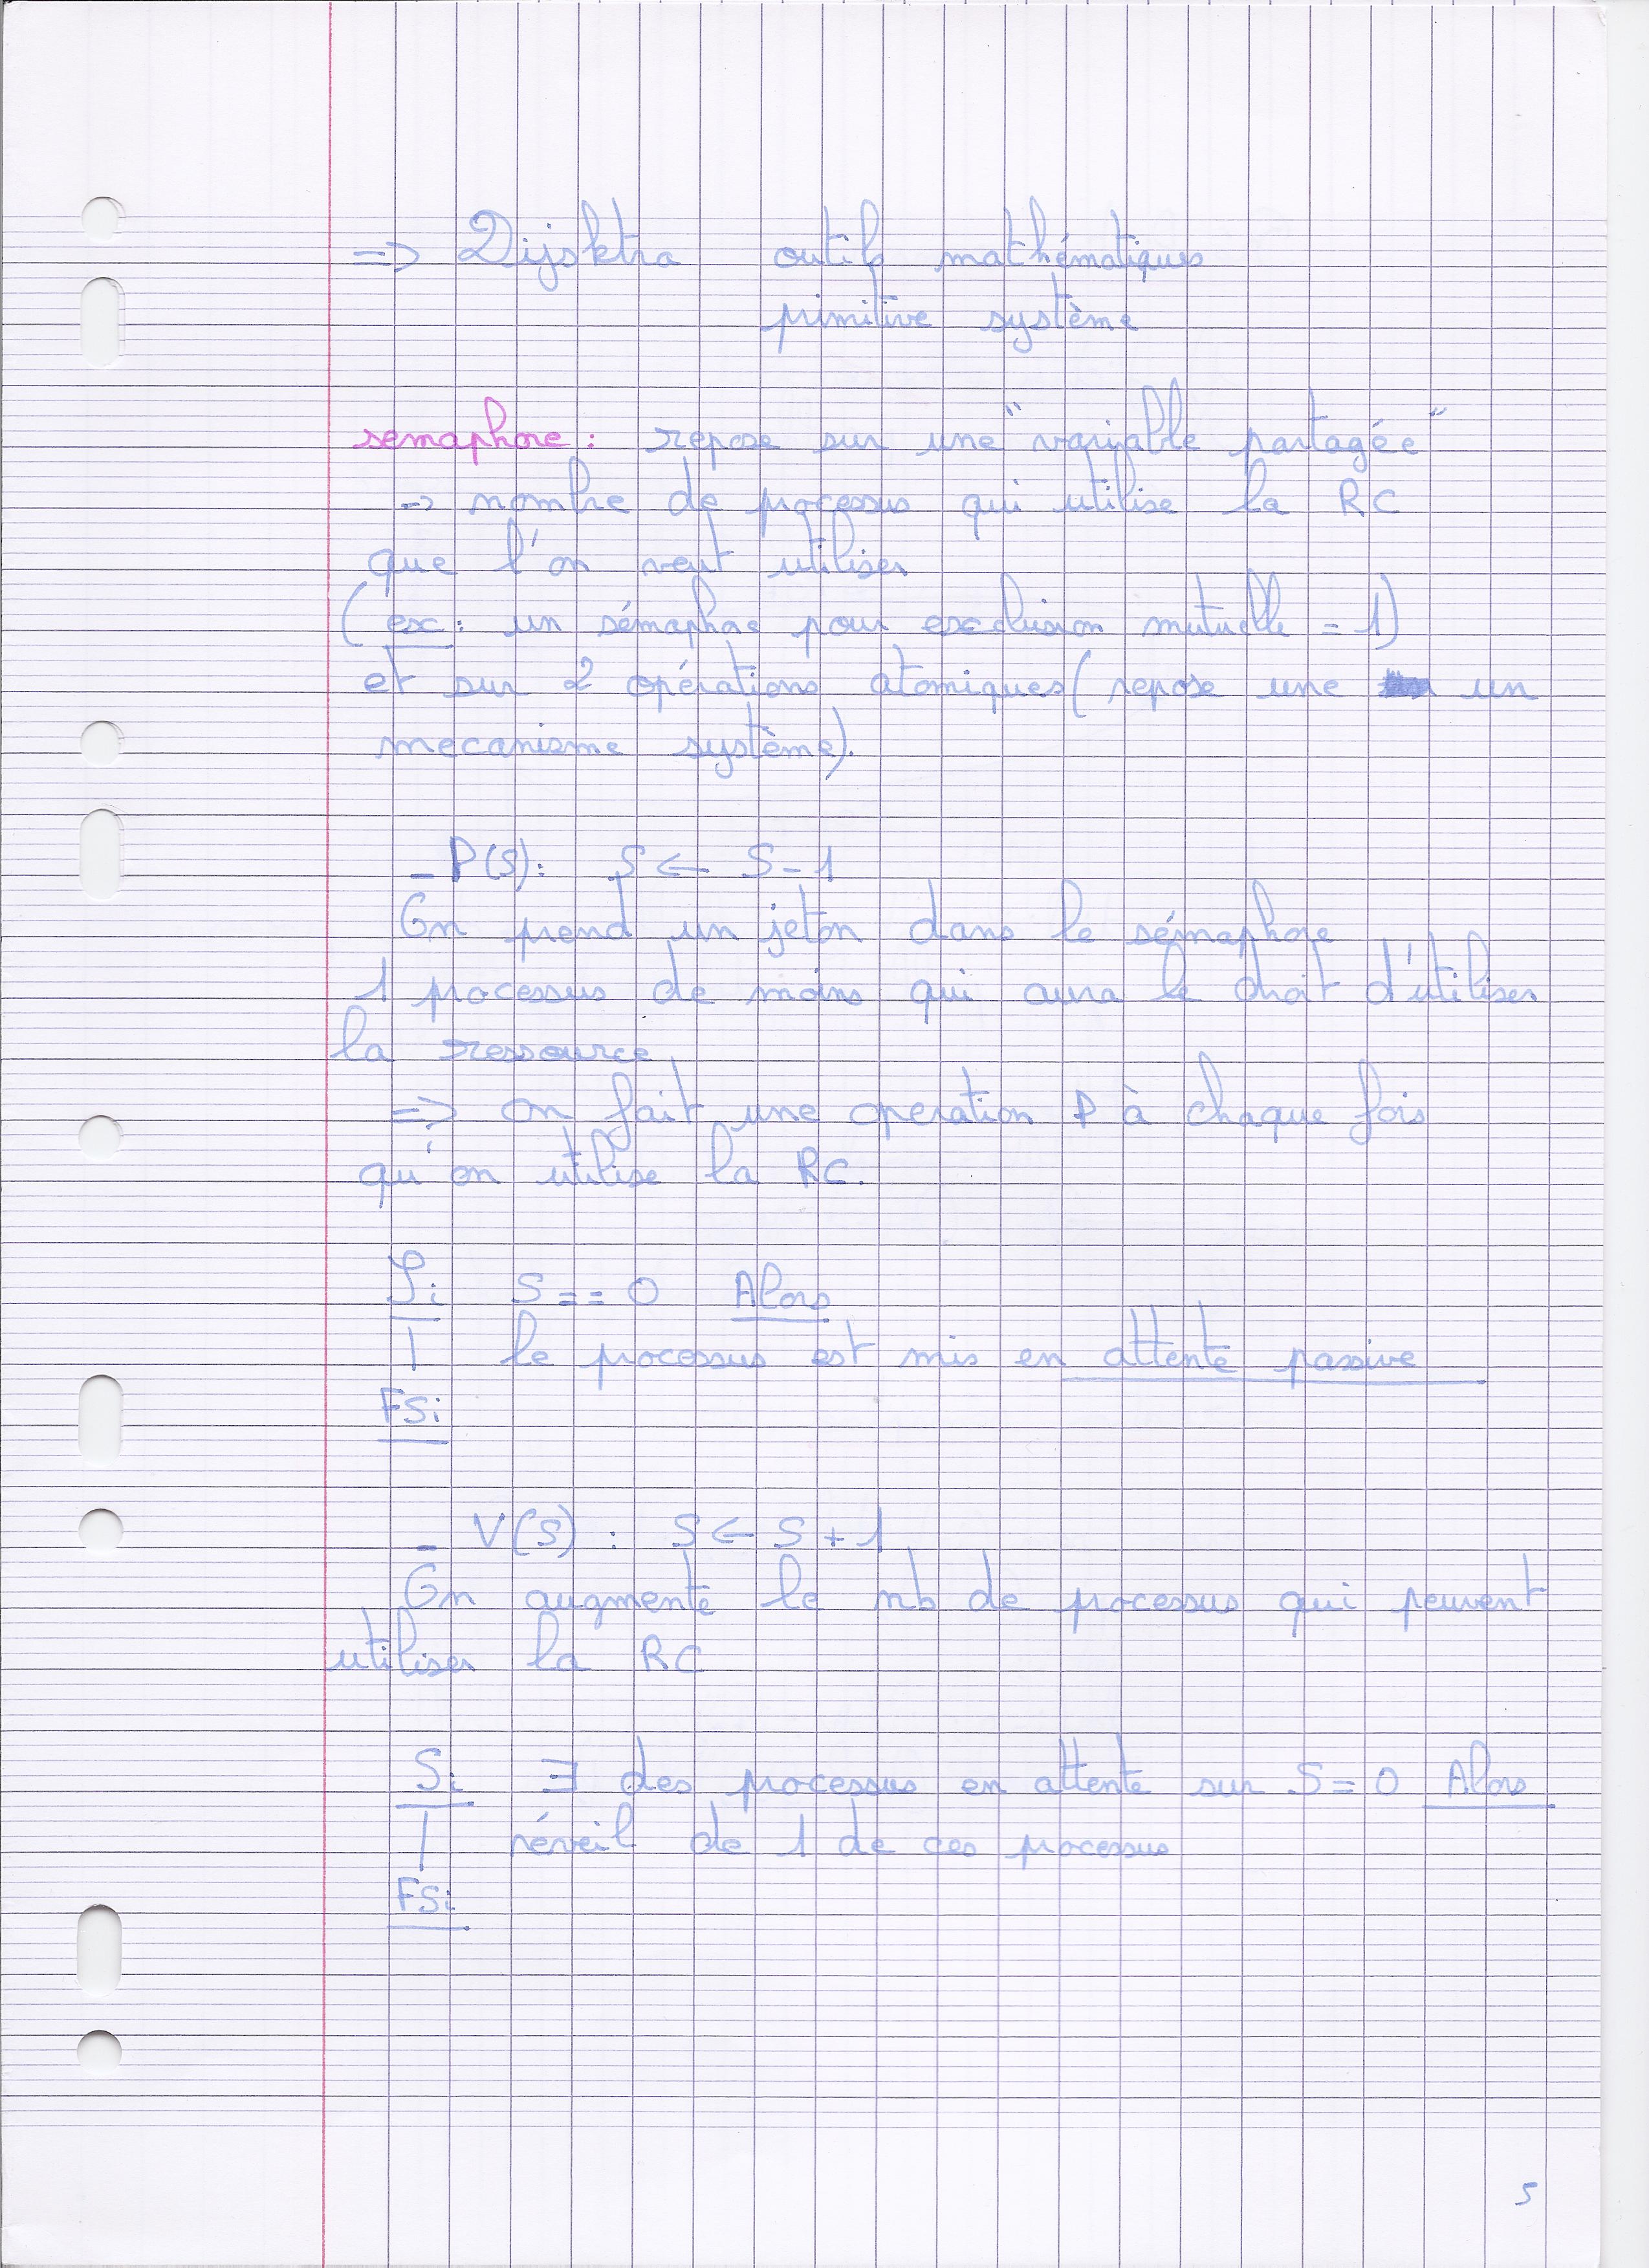 => Dijsktra outils mathématiques
primitive système
semaphore : repose sur une "variable partagée"
=> nombre de processus qui utilise la RC
que l'on veut utiliser
(ex : un sémaphore pour exclusion mutuelle = 1)
et sur 2 opérations atomiques (repose une un
mecanisme système).
- P(S) : S <- S - 1
On prend un jeton dans le sémaphore
1 processus de moins qui aura le droit d'utiliser
la ressource
=> on fait une operation P à chaque fois
qu'on utilise la RC.
Si S == 0 Alors
| le processus est mis en attente passive
FSi
- V(S) : S <- S + 1
On augmente le nb de processus qui peuvent
utiliser la RC
Si ∃ des processus en attente sur S = 0 Alors
| réveil de 1 de ces processus
FSi
5